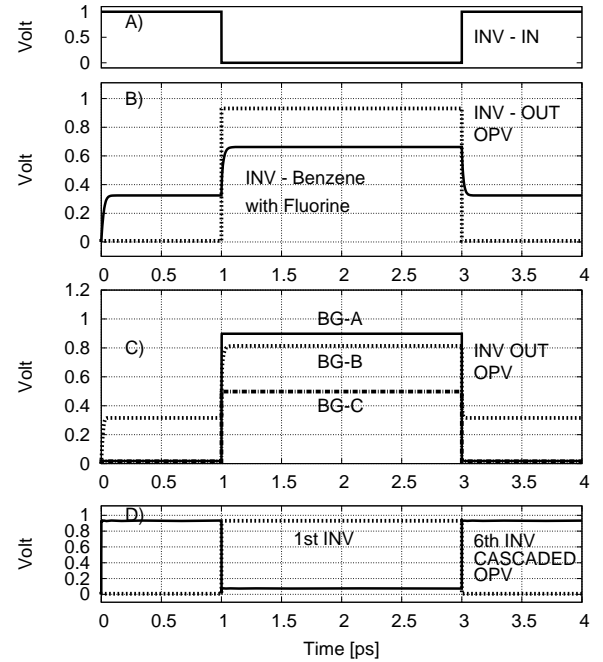 Volt
1
0.5
0
A)
INV - IN
Volt
1
0.8
0.6
0.4
0.2
0
B)
INV - OUT
OPV
INV - Benzene
with Fluorine
0 0.5 1 1.5 2 2.5 3 3.5 4
Volt
1.2
1
0.8
0.6
0.4
0.2
0
C)
BG-A
BG-B
BG-C
INV OUT
OPV
0 0.5 1 1.5 2 2.5 3 3.5 4
Volt
1
0.8
0.6
0.4
0.2
0
D)
1st INV
6th INV
CASCADED
OPV
0 0.5 1 1.5 2 2.5 3 3.5 4
Time [ps]